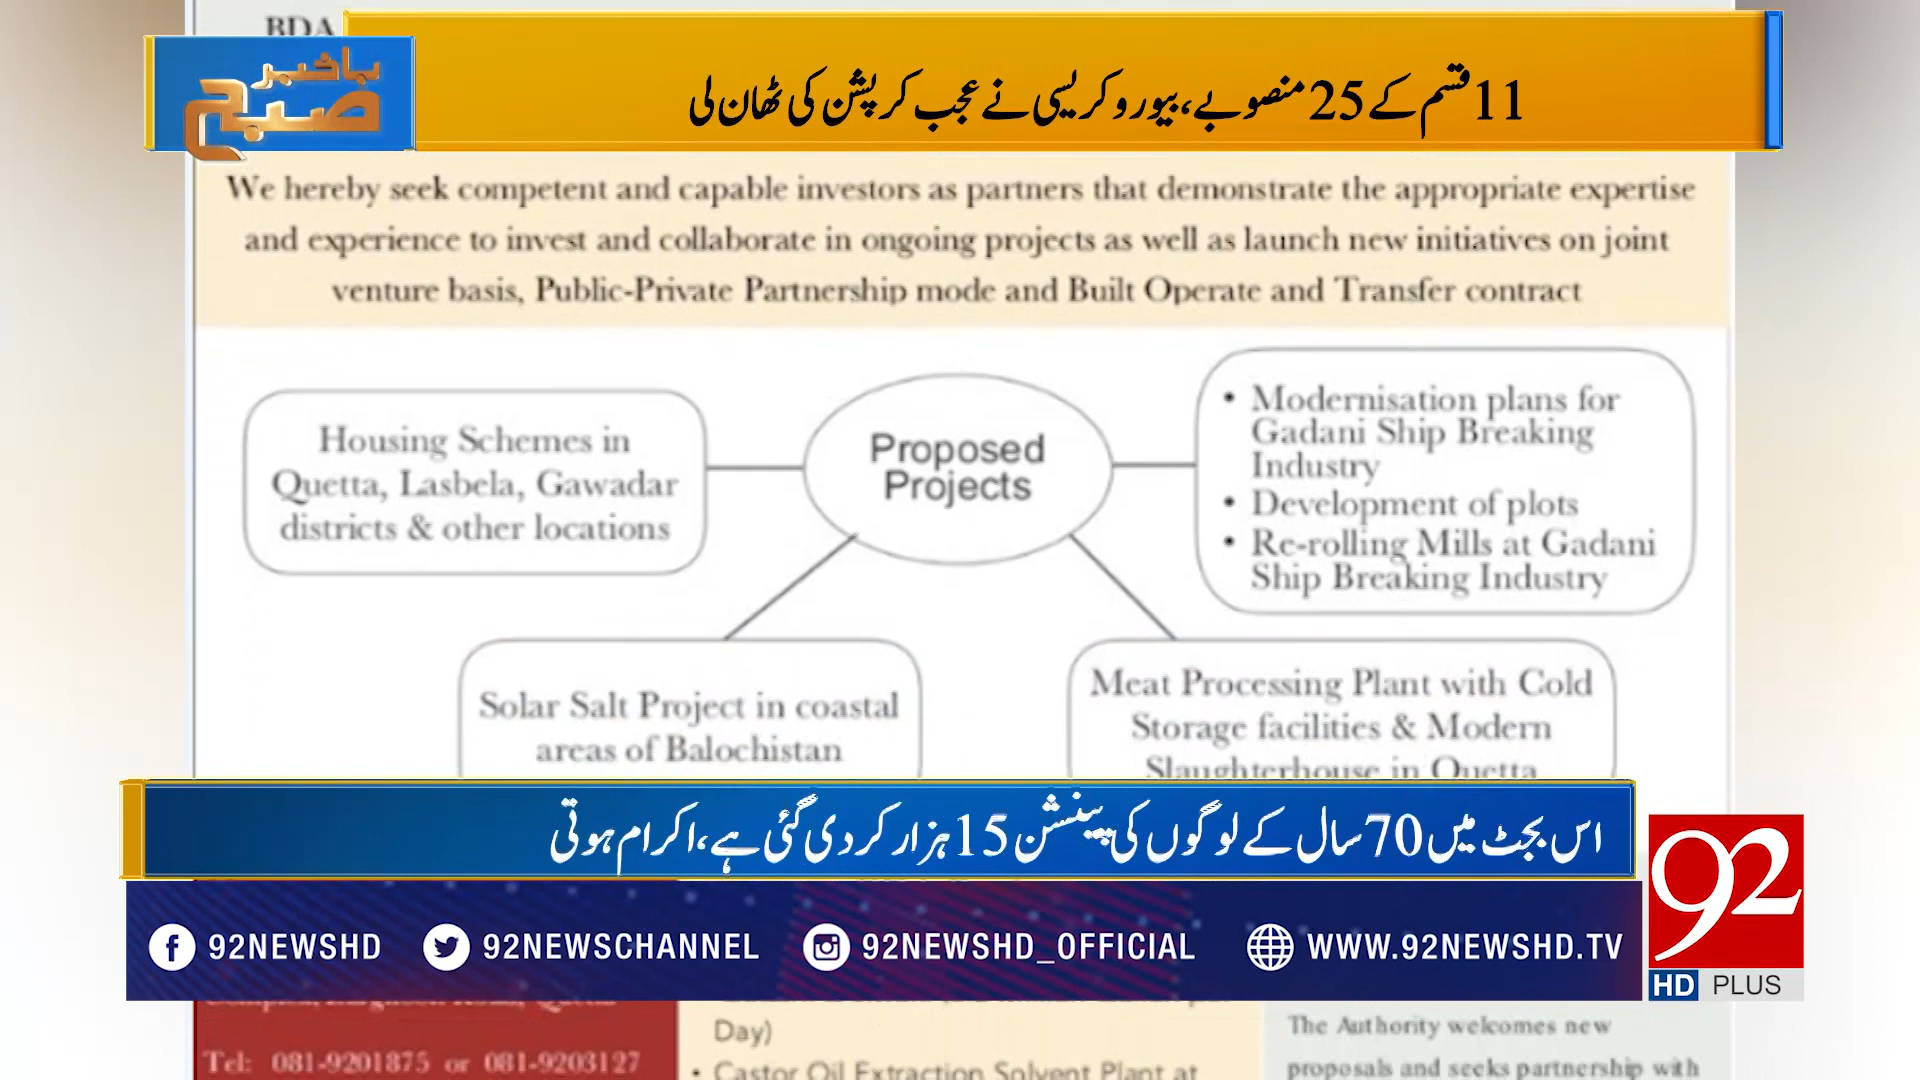 BDA
باخبر
صبح
11 قسم کے 25 منصوبے، بیوروکریسی نے عجب کرپشن کی ٹھان لی
We hereby seek competent and capable investors as partners that demonstrate the appropriate expertise
and experience to invest and collaborate in ongoing projects as well as launch new initiatives on joint
venture basis, Public-Private Partnership mode and Built Operate and Transfer contract
Housing Schemes in
Quetta, Lasbela, Gawadar
districts & other locations
Proposed
Projects
• Modernisation plans for
Gadani Ship Breaking
Industry
• Development of plots
• Re-rolling Mills at Gadani
Ship Breaking Industry
Solar Salt Project in coastal
areas of Balochistan
Meat Processing Plant with Cold
Storage facilities & Modern
Slaughterhouse in Quetta
اس بجٹ میں 70 سال کے لوگوں کی پینشن 15 ہزار کر دی گئی ہے، اکرام ہوتی
92NEWSHD
92NEWSCHANNEL
92NEWSHD_OFFICIAL
WWW.92NEWSHD.TV
92
HD PLUS
Tel: 081-9201875 or 081-9203127
Day)
• Castor Oil Extraction Solvent Plant at
The Authority welcomes new
proposals and seeks partnership with